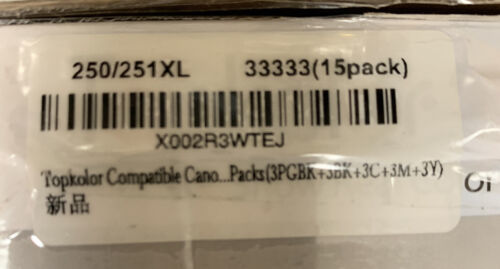 250/251XL 33333(15pack)
X002R3WTEJ
Topkolor Compatible Cano...Packs(3PGBK+3BK+3C+3M+3Y)
新品